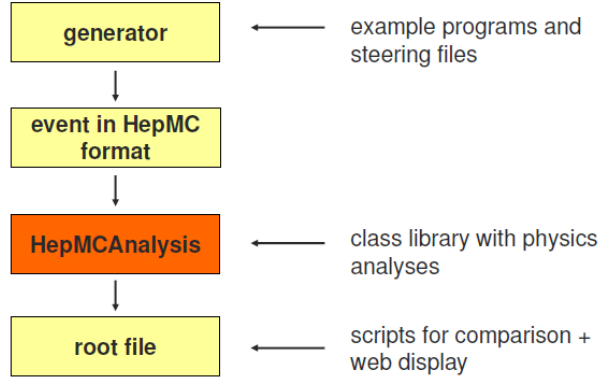 generator
example programs and
steering files
event in HepMC
format
HepMCAnalysis
class library with physics
analyses
root file
scripts for comparison +
web display